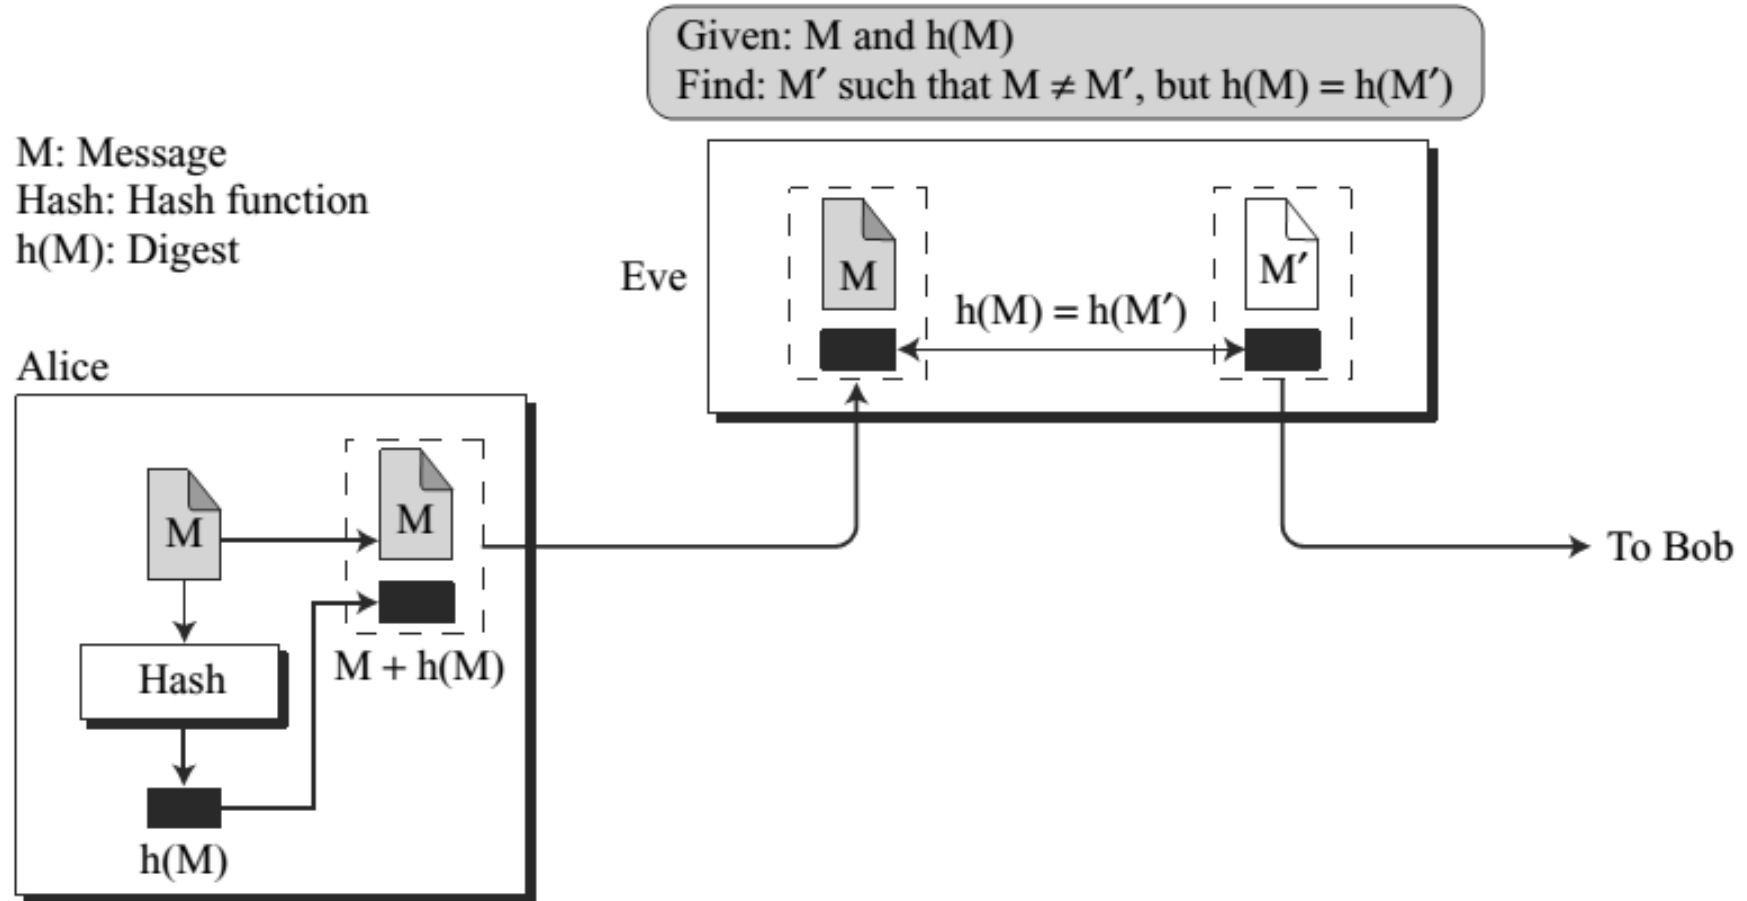 Given: M and h(M)
Find: M′ such that M ≠ M′, but h(M) = h(M′)
M: Message
Hash: Hash function
h(M): Digest
Eve
M
M′
h(M) = h(M′)
Alice
M
M
Hash
M + h(M)
h(M)
To Bob